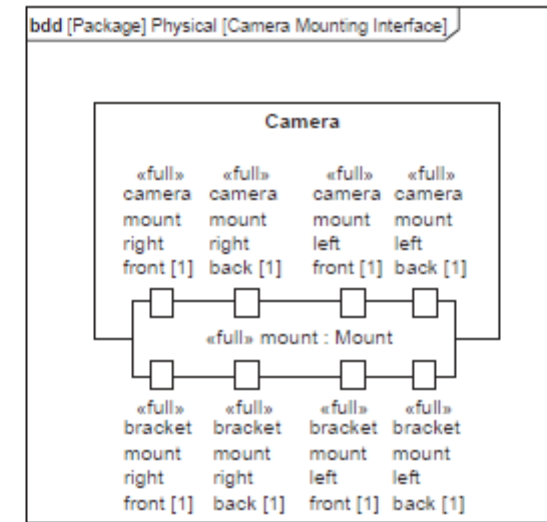 bdd [Package] Physical [Camera Mounting Interface]
Camera
«full» «full» «full» «full»
camera camera camera camera
mount mount mount mount
right right left left
front [1] back [1] front [1] back [1]
«full» mount : Mount
«full» «full» «full» «full»
bracket bracket bracket bracket
mount mount mount mount
right right left left
front [1] back [1] front [1] back [1]